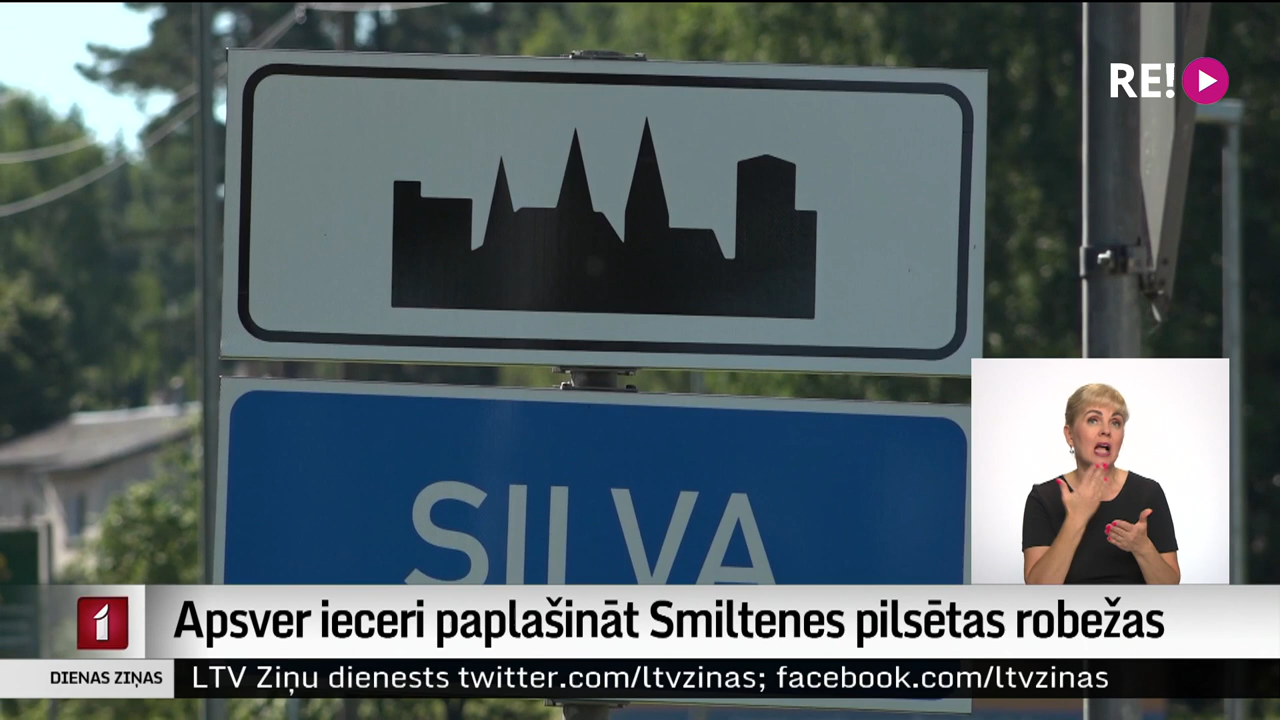 RE!
SILVA
1
Apsver ieceri paplašināt Smiltenes pilsētas robežas
DIENAS ZIŅAS
LTV Ziņu dienests twitter.com/ltvzinas; facebook.com/ltvzinas